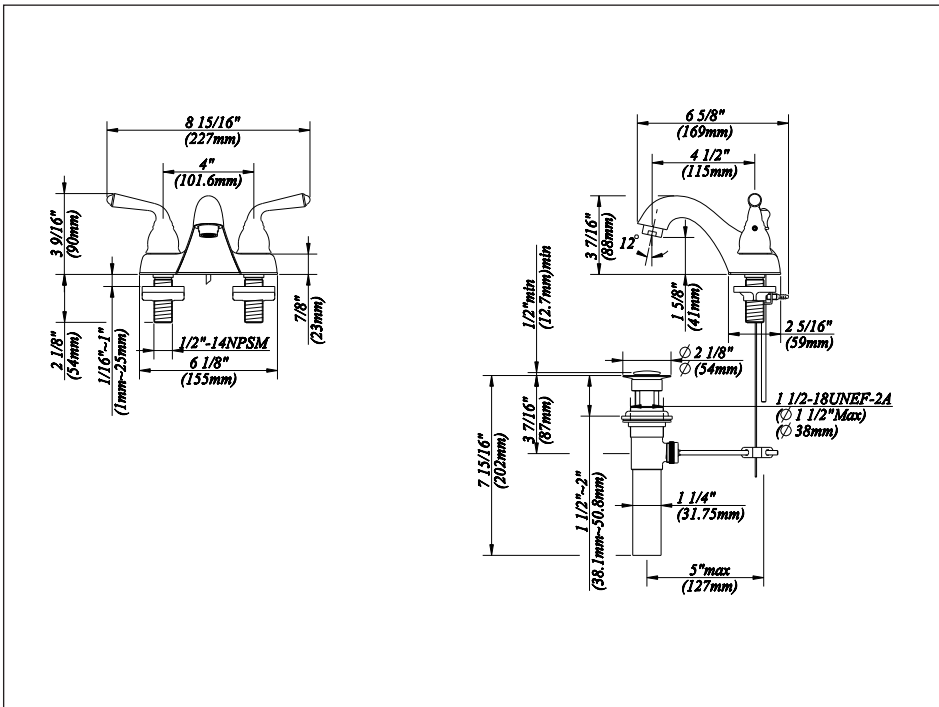 8 15/16"
(227mm)
4"
(101.6mm)
3 9/16"
(90mm)
2 1/8"
(54mm)
1/16"~1"
(1mm~25mm)
1/2"-14NPSM
6 1/8"
(155mm)
7/8"
(23mm)
6 5/8"
(169mm)
4 1/2"
(115mm)
3 7/16"
(88mm)
12°
1 5/8"
(41mm)
2 5/16"
(59mm)
1/2"min
(12.7mm)min
∅ 2 1/8"
∅ (54mm)
1 1/2-18UNEF-2A
(∅ 1 1/2"Max)
(∅ 38mm)
7 15/16"
(202mm)
3 7/16"
(87mm)
1 1/2"~2"
(38.1mm~50.8mm)
1 1/4"
(31.75mm)
5"max
(127mm)